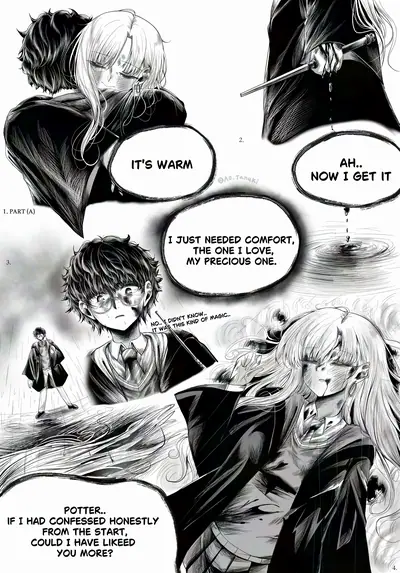 IT'S WARM
2.
AH..
NOW I GET IT
1. PART (A)
I JUST NEEDED COMFORT,
THE ONE I LOVE,
MY PRECIOUS ONE.
3.
NO.. I DIDN'T KNOW..
IT WAS THIS KIND OF MAGIC..
POTTER..
IF I HAD CONFESSED HONESTLY
FROM THE START,
COULD I HAVE LIKEED
YOU MORE?
4.